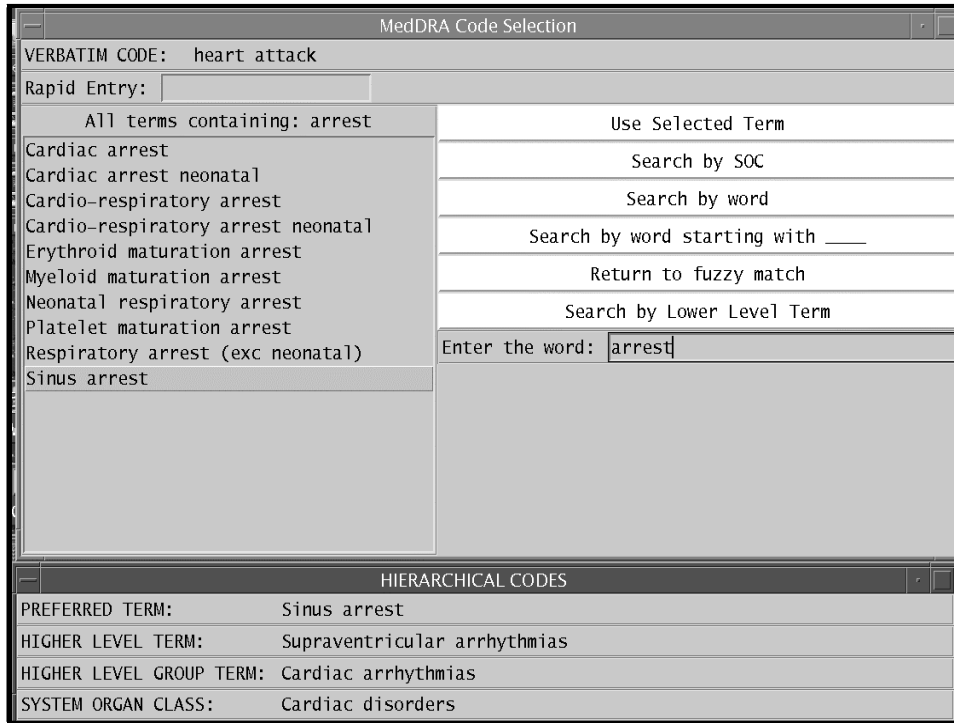 MedDRA Code Selection
VERBATIM CODE: heart attack
Rapid Entry:
All terms containing: arrest
Cardiac arrest
Cardiac arrest neonatal
Cardio-respiratory arrest
Cardio-respiratory arrest neonatal
Erythroid maturation arrest
Myeloid maturation arrest
Neonatal respiratory arrest
Platelet maturation arrest
Respiratory arrest (exc neonatal)
Sinus arrest
Use Selected Term
Search by SOC
Search by word
Search by word starting with ____
Return to fuzzy match
Search by Lower Level Term
Enter the word: arrest
HIERARCHICAL CODES
PREFERRED TERM: Sinus arrest
HIGHER LEVEL TERM: Supraventricular arrhythmias
HIGHER LEVEL GROUP TERM: Cardiac arrhythmias
SYSTEM ORGAN CLASS: Cardiac disorders